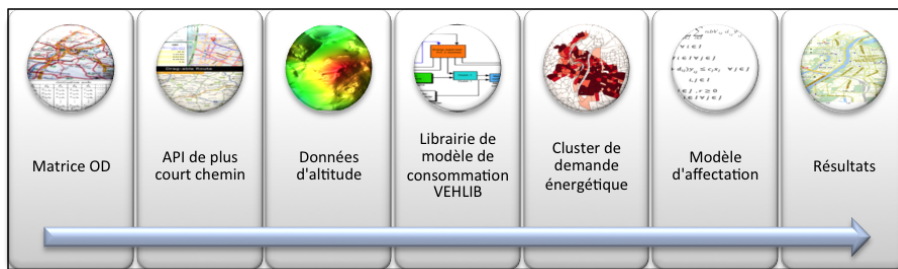 Matrice OD
API de plus
court chemin
Données
d'altitude
Librairie de
modèle de
consommation
VEHLIB
Cluster de
demande
énergétique
Modèle
d'affectation
Résultats